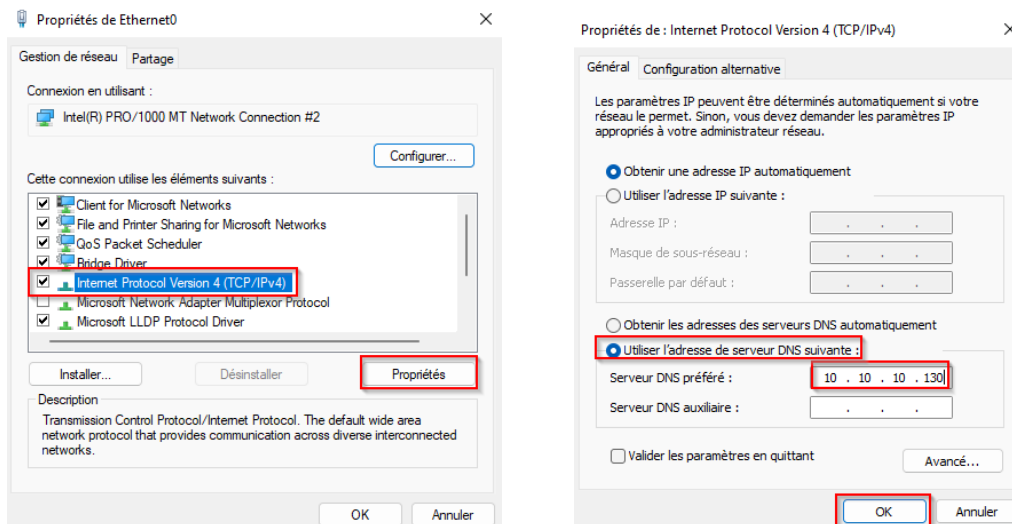 Propriétés de Ethernet0
Gestion de réseau Partage
Connexion en utilisant :
Intel(R) PRO/1000 MT Network Connection #2
Configurer...
Cette connexion utilise les éléments suivants :
Client for Microsoft Networks
File and Printer Sharing for Microsoft Networks
QoS Packet Scheduler
Bridge Driver
Internet Protocol Version 4 (TCP/IPv4)
Microsoft Network Adapter Multiplexor Protocol
Microsoft LLDP Protocol Driver
Installer... Désinstaller Propriétés
Description
Transmission Control Protocol/Internet Protocol. The default wide area
network protocol that provides communication across diverse interconnected
networks.
OK Annuler
Propriétés de : Internet Protocol Version 4 (TCP/IPv4)
Général Configuration alternative
Les paramètres IP peuvent être déterminés automatiquement si votre
réseau le permet. Sinon, vous devez demander les paramètres IP
appropriés à votre administrateur réseau.
Obtenir une adresse IP automatiquement
Utiliser l'adresse IP suivante :
Adresse IP : . . .
Masque de sous-réseau : . . .
Passerelle par défaut : . . .
Obtenir les adresses des serveurs DNS automatiquement
Utiliser l'adresse de serveur DNS suivante :
Serveur DNS préféré : 10 . 10 . 10 . 130
Serveur DNS auxiliaire : . . .
Valider les paramètres en quittant
Avancé...
OK Annuler